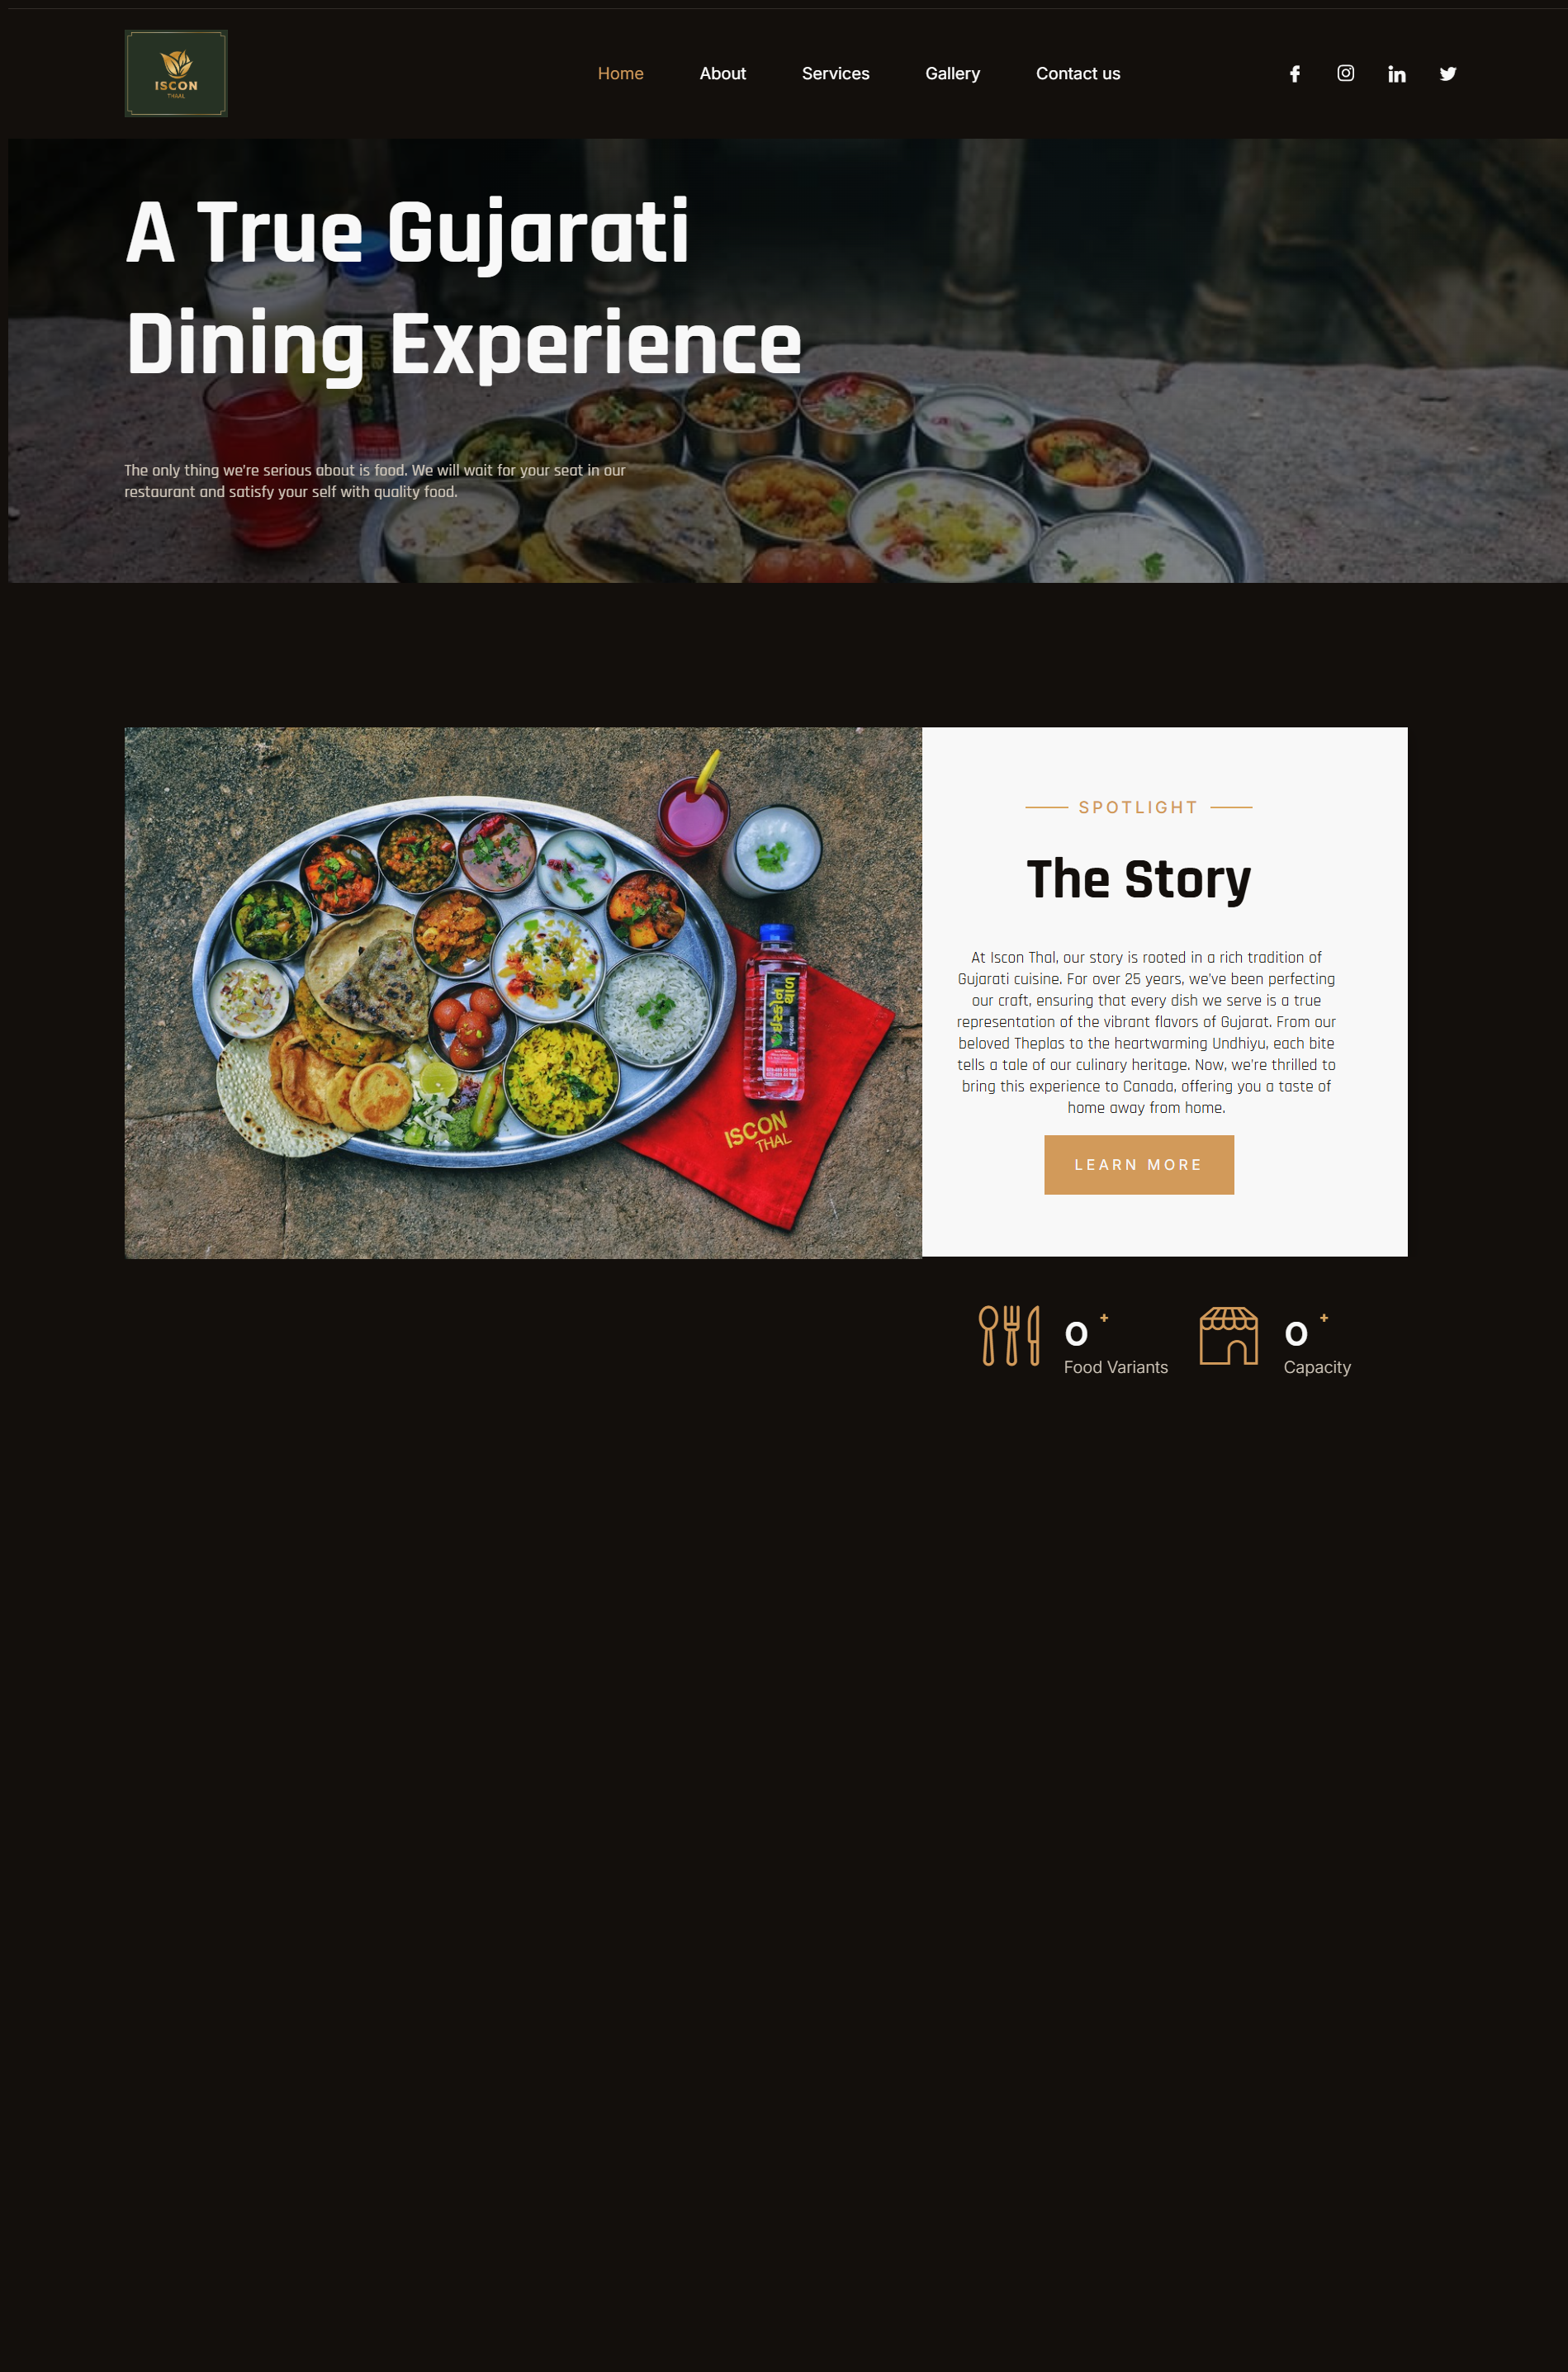 ISCON
THAAL
Home
About
Services
Gallery
Contact us
A True Gujarati
Dining Experience
The only thing we're serious about is food. We will wait for your seat in our
restaurant and satisfy your self with quality food.
ઇસ્કોન
થાળ
ISCON
THAL
SPOTLIGHT
The Story
At Iscon Thal, our story is rooted in a rich tradition of
Gujarati cuisine. For over 25 years, we've been perfecting
our craft, ensuring that every dish we serve is a true
representation of the vibrant flavors of Gujarat. From our
beloved Theplas to the heartwarming Undhiyu, each bite
tells a tale of our culinary heritage. Now, we're thrilled to
bring this experience to Canada, offering you a taste of
home away from home.
LEARN MORE
0 +
Food Variants
0 +
Capacity